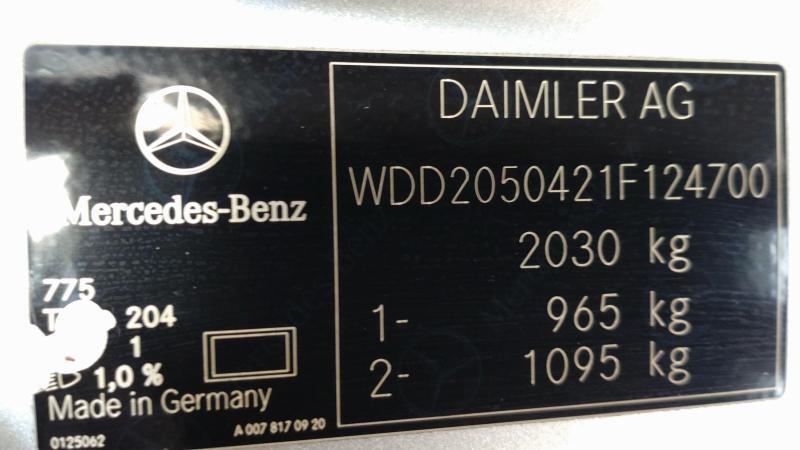 Mercedes-Benz
775
204
1
1,0 %
Made in Germany
0125062
A 007 817 09 20
DAIMLER AG
WDD2050421F124700
2030 kg
1- 965 kg
2- 1095 kg